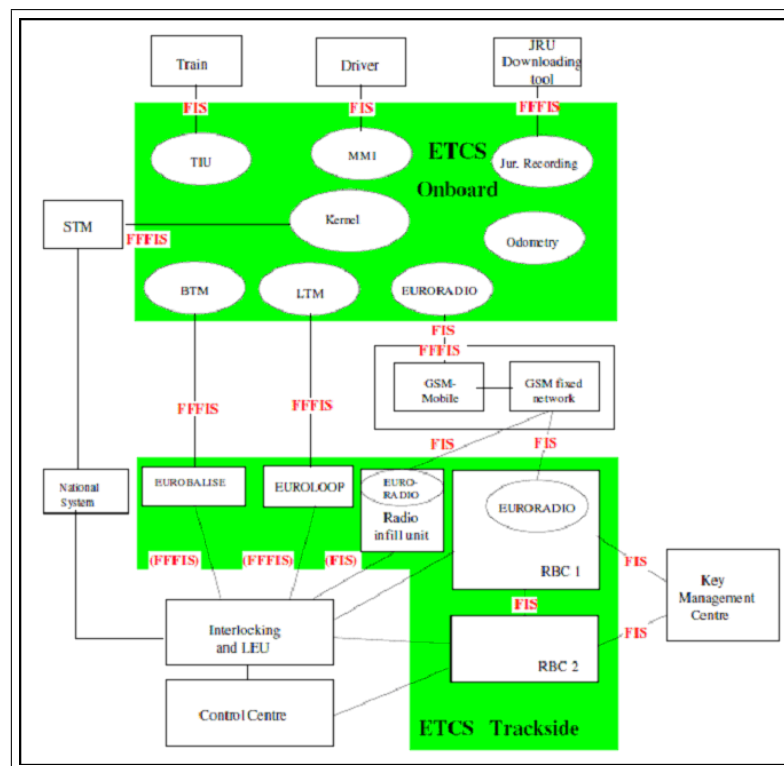 Train
Driver
JRU
Downloading
tool
FIS
FIS
FFFIS
TIU
MMI
ETCS
Onboard
Jur. Recording
Kernel
STM
FFFIS
Odometry
BTM
LTM
EURORADIO
FIS
FFFIS
GSM-
Mobile
GSM fixed
network
FFFIS
FFFIS
FIS
FIS
National
System
EUROBALISE
EUROLOOP
EURO-
RADIO
Radio
infill unit
EURORADIO
(FFFIS)
(FFFIS)
(FIS)
RBC 1
FIS
Key
Management
Centre
FIS
Interlocking
and LEU
FIS
RBC 2
Control Centre
ETCS Trackside